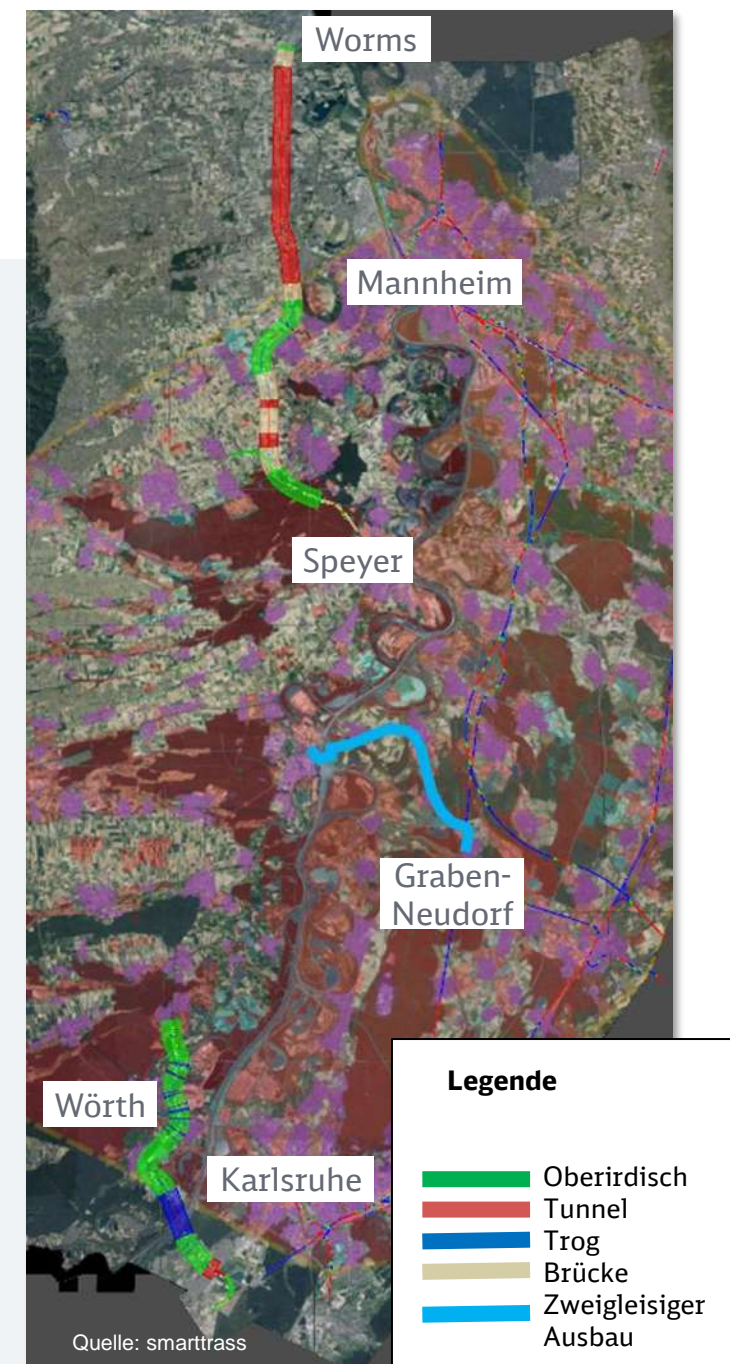 Worms
Mannheim
Speyer
Graben-
Neudorf
Wörth
Karlsruhe
Legende
Oberirdisch
Tunnel
Trog
Brücke
Zweigleisiger
Ausbau
Quelle: smarttrass